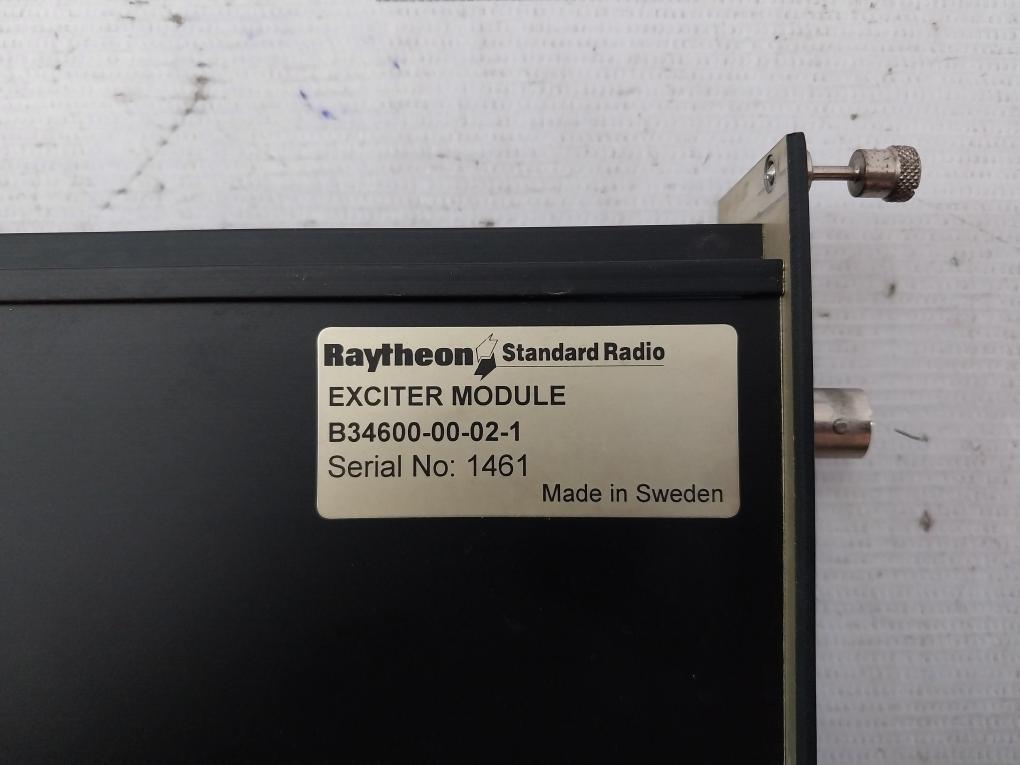 Raytheon Standard Radio
EXCITER MODULE
B34600-00-02-1
Serial No: 1461
Made in Sweden